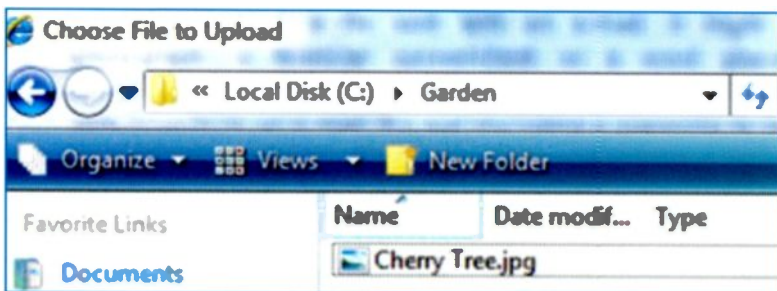 Choose File to Upload
« Local Disk (C:) ▸ Garden
Organize Views New Folder
Favorite Links Name Date modif... Type
Documents Cherry Tree.jpg